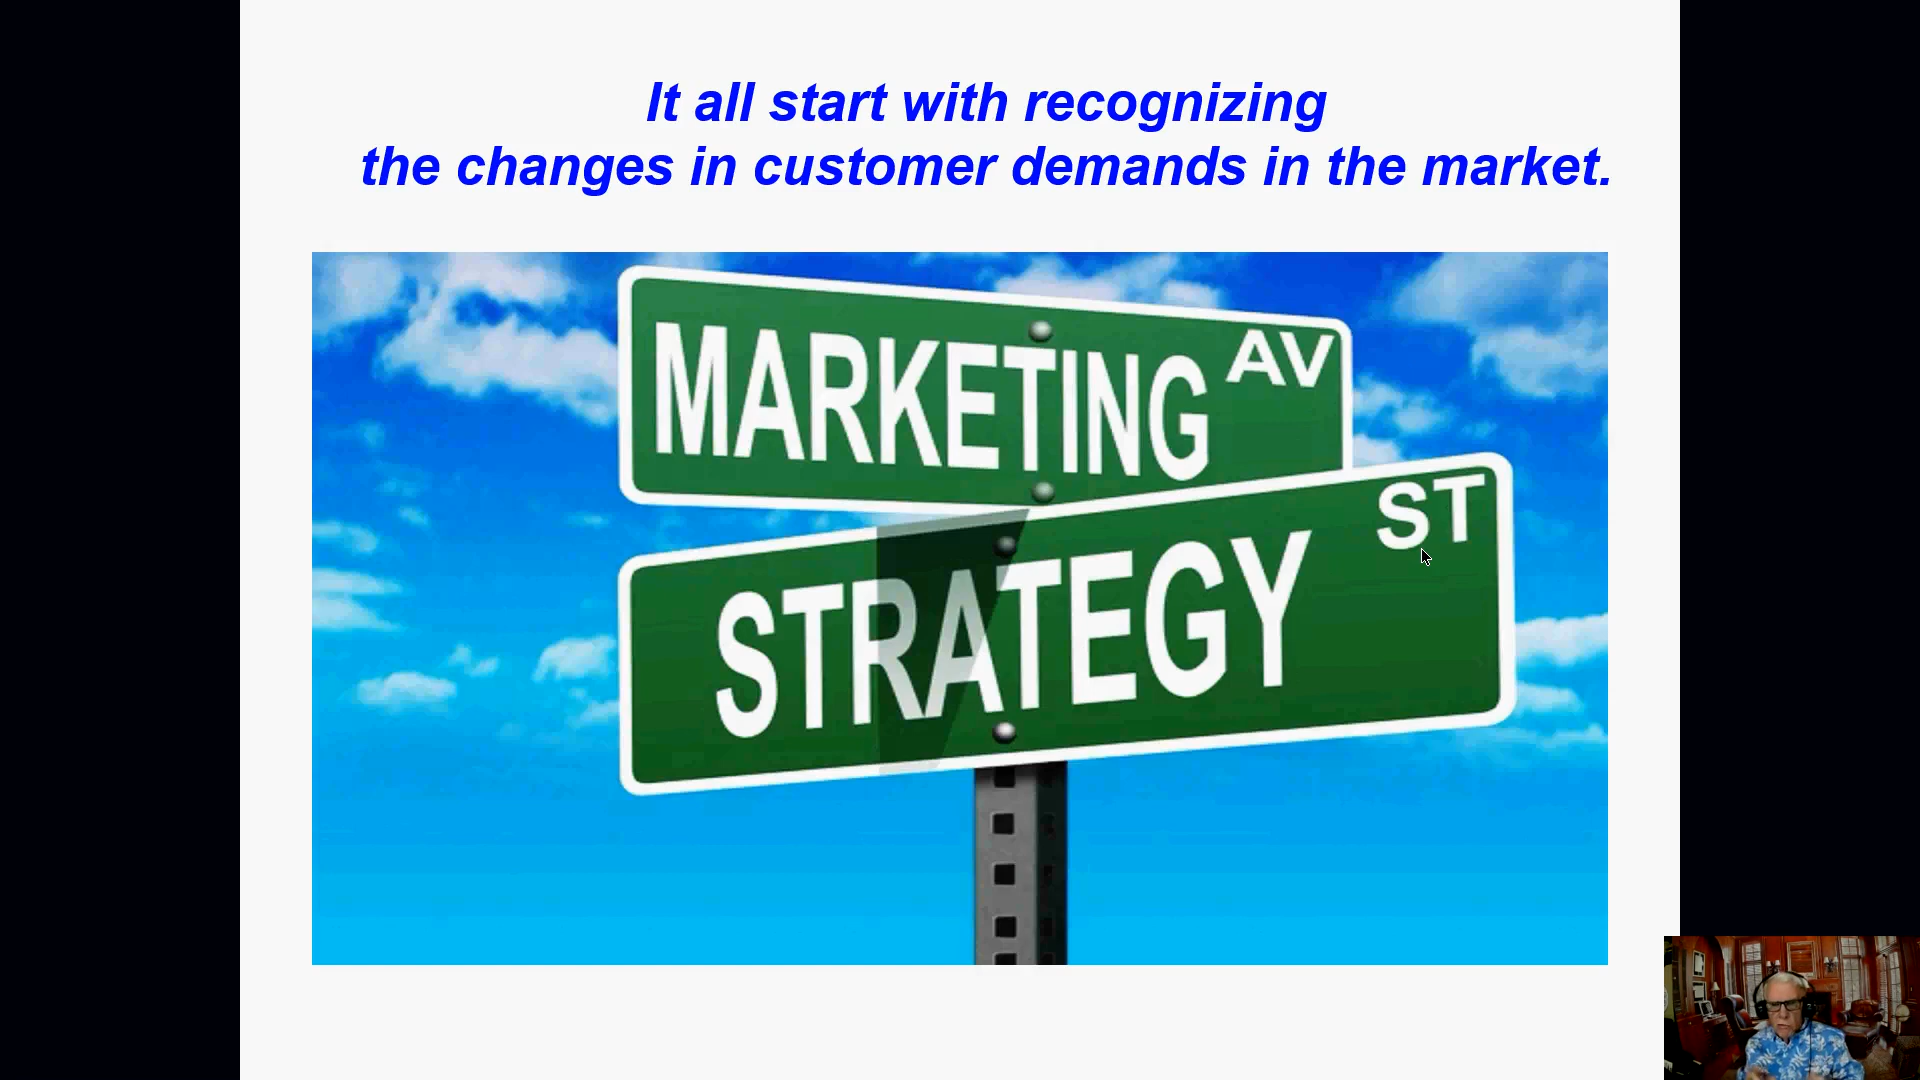 It all start with recognizing
the changes in customer demands in the market.
MARKETING AV
STRATEGY ST